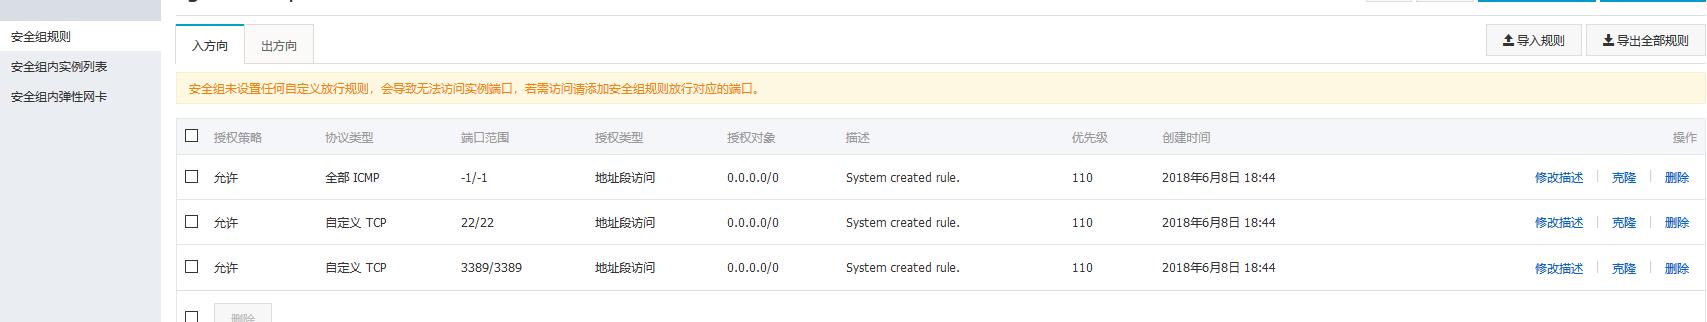 安全组规则
安全组内实例列表
安全组内弹性网卡
入方向 出方向 导入规则 导出全部规则
安全组未设置任何自定义放行规则，会导致无法访问实例端口，若需访问请添加安全组规则放行对应的端口。
授权策略 协议类型 端口范围 授权类型 授权对象 描述 优先级 创建时间 操作
允许 全部 ICMP -1/-1 地址段访问 0.0.0.0/0 System created rule. 110 2018年6月8日 18:44 修改描述 | 克隆 | 删除
允许 自定义 TCP 22/22 地址段访问 0.0.0.0/0 System created rule. 110 2018年6月8日 18:44 修改描述 | 克隆 | 删除
允许 自定义 TCP 3389/3389 地址段访问 0.0.0.0/0 System created rule. 110 2018年6月8日 18:44 修改描述 | 克隆 | 删除
删除